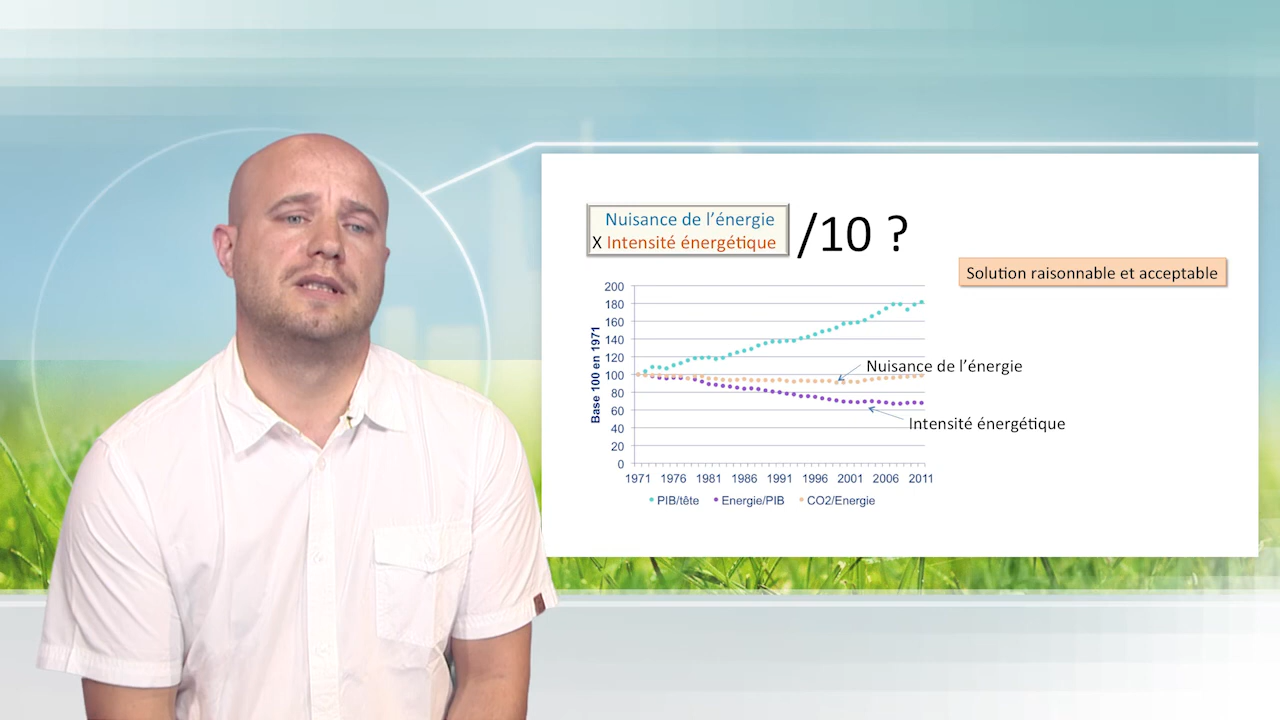 Nuisance de l’énergie
X Intensité énergétique
/10 ?
Solution raisonnable et acceptable
200
180
160
140
120
100
80
60
40
20
0
Base 100 en 1971
Nuisance de l’énergie
Intensité énergétique
1971 1976 1981 1986 1991 1996 2001 2006 2011
PIB/tête Energie/PIB CO2/Energie